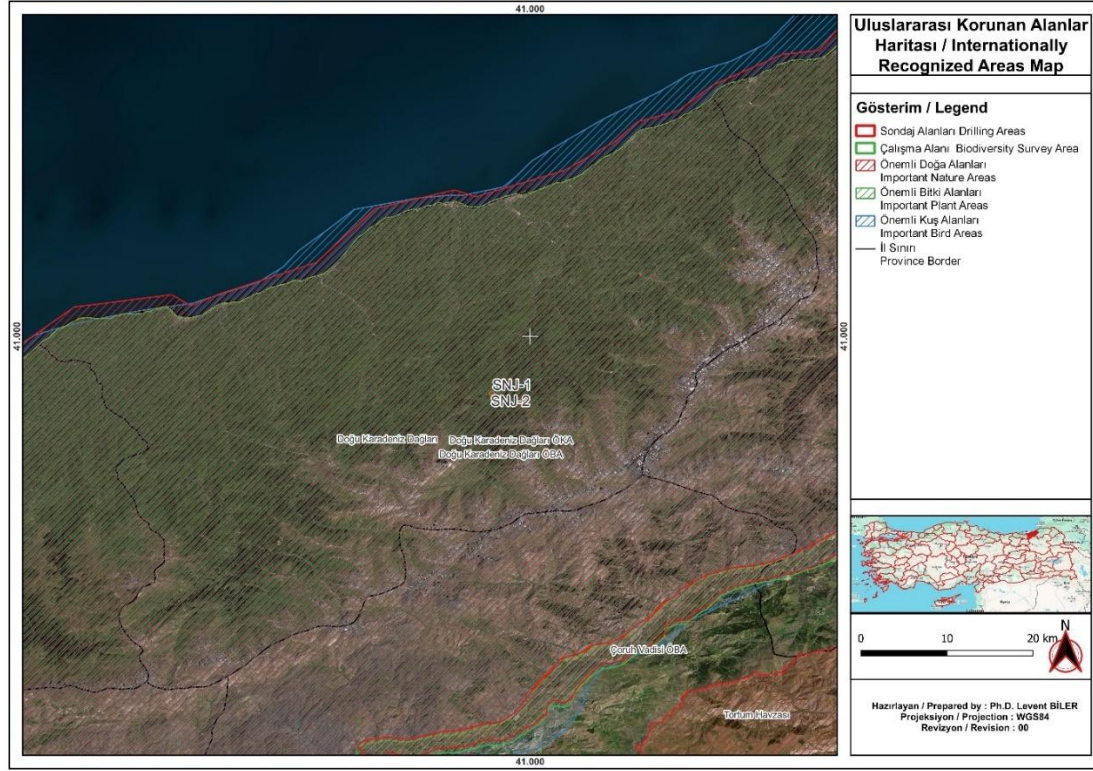 41.000
Uluslararası Korunan Alanlar
Haritası / Internationally
Recognized Areas Map
Gösterim / Legend
Sondaj Alanları Drilling Areas
Çalışma Alanı Biodiversity Survey Area
Önemli Doğa Alanları
Important Nature Areas
Önemli Bitki Alanları
Important Plant Areas
Önemli Kuş Alanları
Important Bird Areas
İl Sınırı
Province Border
41.000
41.000
SNJ-1
SNJ-2
Doğu Karadeniz Dağları
Doğu Karadeniz Dağları ÖKA
Doğu Karadeniz Dağları ÖBA
Çoruh Vadisi ÖBA
Tortum Havzası
41.000
N
0 10 20 km
Hazırlayan / Prepared by : Ph.D. Levent BİLER
Projeksiyon / Projection : WGS84
Revizyon / Revision : 00